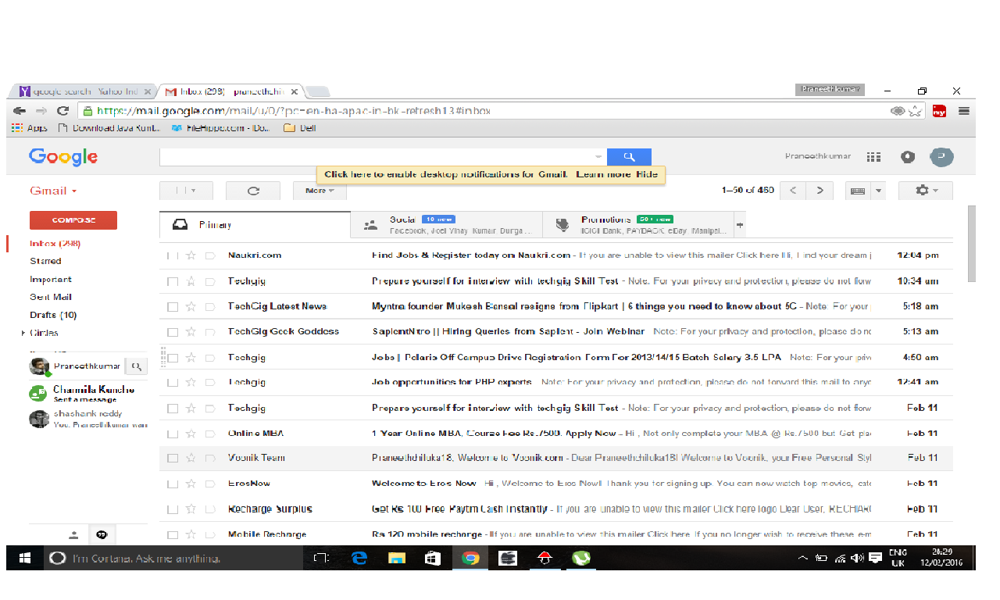 google search - Yahoo Ind
Inbox (298) - praneethchin
Praneethkumar
https://mail.google.com/mail/u/0/?pc=en-ha-apac-in-bk-refresh13#inbox
Apps Download Java Runt... FileHippo.com - Do... Dell
Google
Praneethkumar
P
Click here to enable desktop notifications for Gmail. Learn more Hide
Gmail
More
1–50 of 460
COMPOSE
Primary
Social 10 new
Facebook, Joel Vinay Kumar, Durga ...
Promotions 50+ new
ICICI Bank, PAYBACK, eBay, Manipal...
Inbox (298)
Starred
Important
Sent Mail
Drafts (10)
Circles
Praneethkumar
Charmila Kunche
Sent a message
shashank reddy
You: Praneethkumar wan
Naukri.com Find Jobs & Register today on Naukri.com - If you are unable to view this mailer Click here Hi, Find your dream j 12:04 pm
Techgig Prepare yourself for interview with techgig Skill Test - Note: For your privacy and protection, please do not forw 10:34 am
TechGig Latest News Myntra founder Mukesh Bansal resigns from Flipkart | 6 things you need to know about 5G - Note: For your 5:18 am
TechGig Geek Goddess SapientNitro || Hiring Queries from Sapient - Join Webinar - Note: For your privacy and protection, please do no 5:13 am
Techgig Jobs | Polaris Off Campus Drive Registration Form For 2013/14/15 Batch Salary 3.5 LPA - Note: For your priva 4:50 am
Techgig Job opportunities for PHP experts - Note: For your privacy and protection, please do not forward this mail to anyo 12:41 am
Techgig Prepare yourself for interview with techgig Skill Test - Note: For your privacy and protection, please do not forw Feb 11
Online MBA 1 Year Online MBA, Course Fee Rs.7500. Apply Now - Hi , Not only complete your MBA @ Rs.7500 but Get plac Feb 11
Voonik Team Praneethchiluka18, Welcome to Voonik.com - Dear Praneethchiluka18! Welcome to Voonik, your Free Personal Styl Feb 11
ErosNow Welcome to Eros Now - Hi , Welcome to Eros Now! Thank you for signing up. You can now watch top movies, cate Feb 11
Recharge Surplus Get Rs 100 Free Paytm Cash Instantly - If you are unable to view this mailer Click here logo Dear User, RECHARG Feb 11
Mobile Recharge Rs 120 mobile recharge - If you are unable to view this mailer Click here. If you no longer wish to receive these em Feb 11
I'm Cortana. Ask me anything.
ENG
UK
20:29
12/02/2016